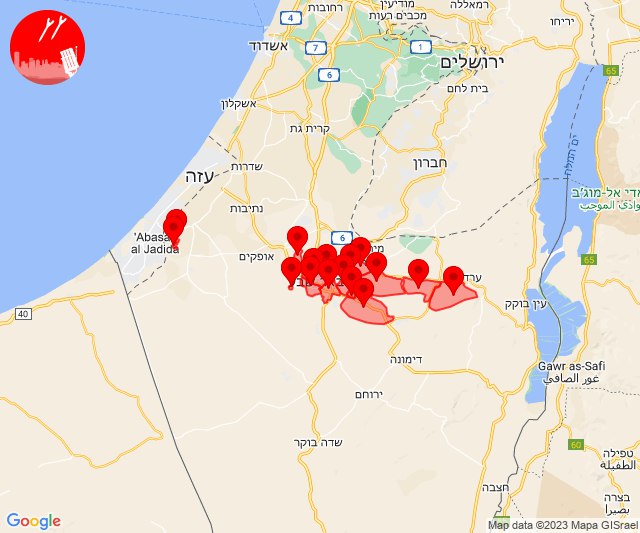 רחובות
מודיעין
מכבים רעות
רמאללה
יריחו
4
אשדוד
7
1
6
ירושלים
בית לחם
65
אשקלון
קרית גת
ים המלח
חברון
שדרות
עזה
נתיבות
ואדי אל-מוג'ב
وادي الموجب
'Abasan
al Jadida
6
אופקים
ערד
עין בוקק
40
דימונה
Gawr as-Safi
غور الصافي
ירוחם
שדה בוקר
60
טפילה
الطفيلة
חצבה
בצרה
بصيرا
65
Google
Map data ©2023 Mapa GISrael